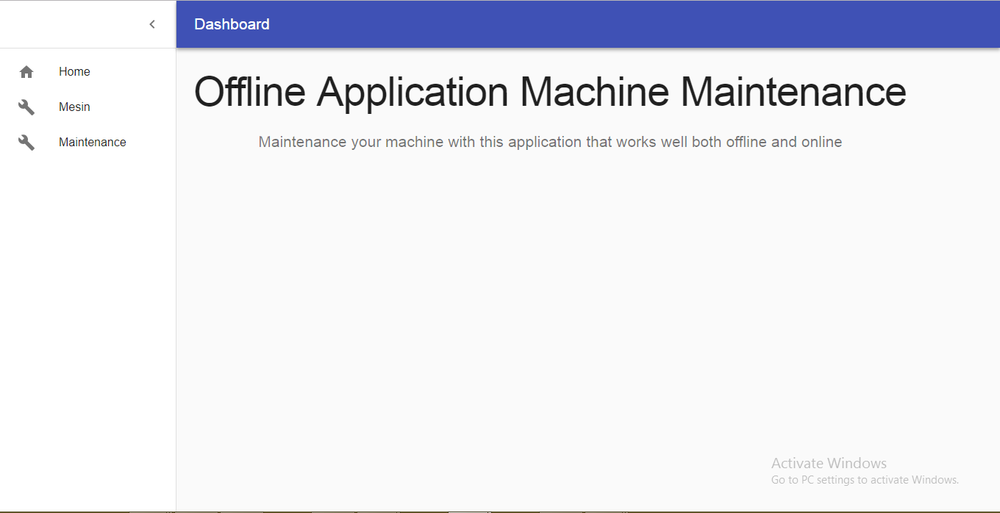 Dashboard
Home
Mesin
Maintenance
Offline Application Machine Maintenance
Maintenance your machine with this application that works well both offline and online
Activate Windows
Go to PC settings to activate Windows.